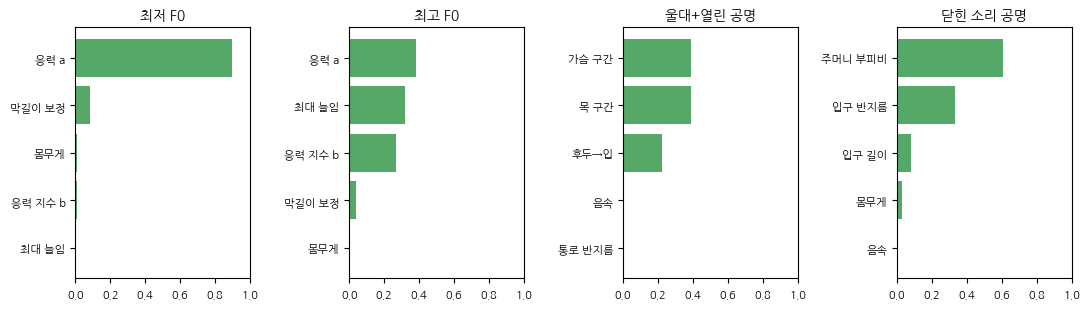 최저 F0
응력 a
막길이 보정
몸무게
응력 지수 b
최대 늘임
0.0 0.2 0.4 0.6 0.8 1.0
최고 F0
응력 a
최대 늘임
응력 지수 b
막길이 보정
몸무게
0.0 0.2 0.4 0.6 0.8 1.0
울대+열린 공명
가슴 구간
목 구간
후두→입
음속
통로 반지름
0.0 0.2 0.4 0.6 0.8 1.0
닫힌 소리 공명
주머니 부피비
입구 반지름
입구 길이
몸무게
음속
0.0 0.2 0.4 0.6 0.8 1.0